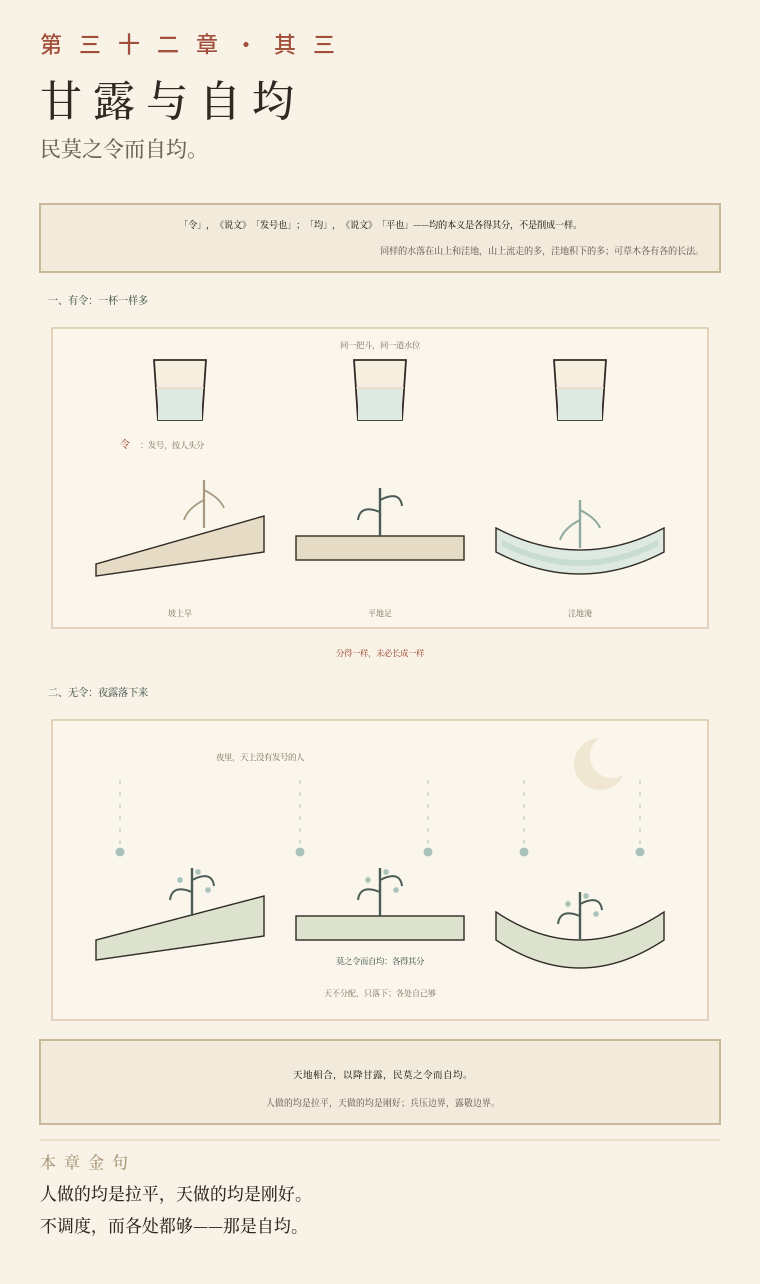 第三十二章·其三
甘露与自均
民莫之令而自均。
「令」，《说文》「发号也」；「均」，《说文》「平也」——均的本义是各得其分，不是削成一样。
同样的水落在山上和洼地，山上流走的多，洼地积下的多；可草木各有各的长法。
一、有令：一杯一样多
同一把斗，同一道水位
令：发号，按人头分
坡上旱 平地足 洼地淹
分得一样，未必长成一样
二、无令：夜露落下来
夜里，天上没有发号的人
莫之令而自均：各得其分
天不分配，只落下；各处自己够
天地相合，以降甘露，民莫之令而自均。
人做的均是拉平，天做的均是刚好；兵压边界，露敬边界。
本章金句
人做的均是拉平，天做的均是刚好。
不调度，而各处都够——那是自均。